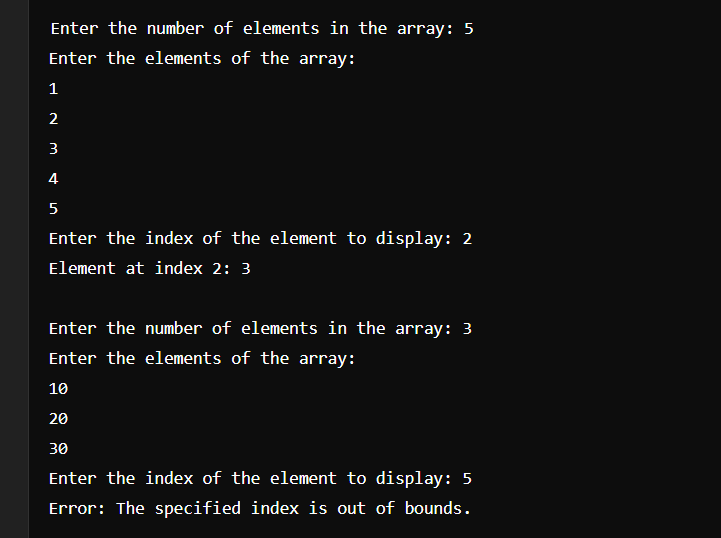 Enter the number of elements in the array: 5
Enter the elements of the array:
1
2
3
4
5
Enter the index of the element to display: 2
Element at index 2: 3
Enter the number of elements in the array: 3
Enter the elements of the array:
10
20
30
Enter the index of the element to display: 5
Error: The specified index is out of bounds.